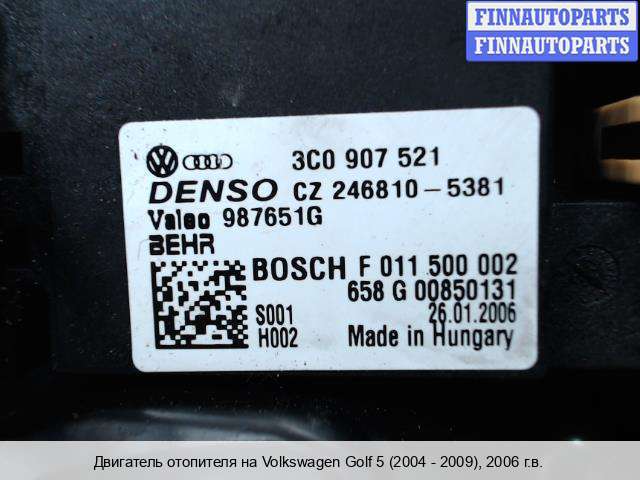 FINNAUTOPARTS
FINNAUTOPARTS
3C0 907 521
DENSO CZ 246810-5381
Valeo 987651G
BEHR
BOSCH F 011 500 002
658 G 00850131
S001 26.01.2006
H002 Made in Hungary
Двигатель отопителя на Volkswagen Golf 5 (2004 - 2009), 2006 г.в.